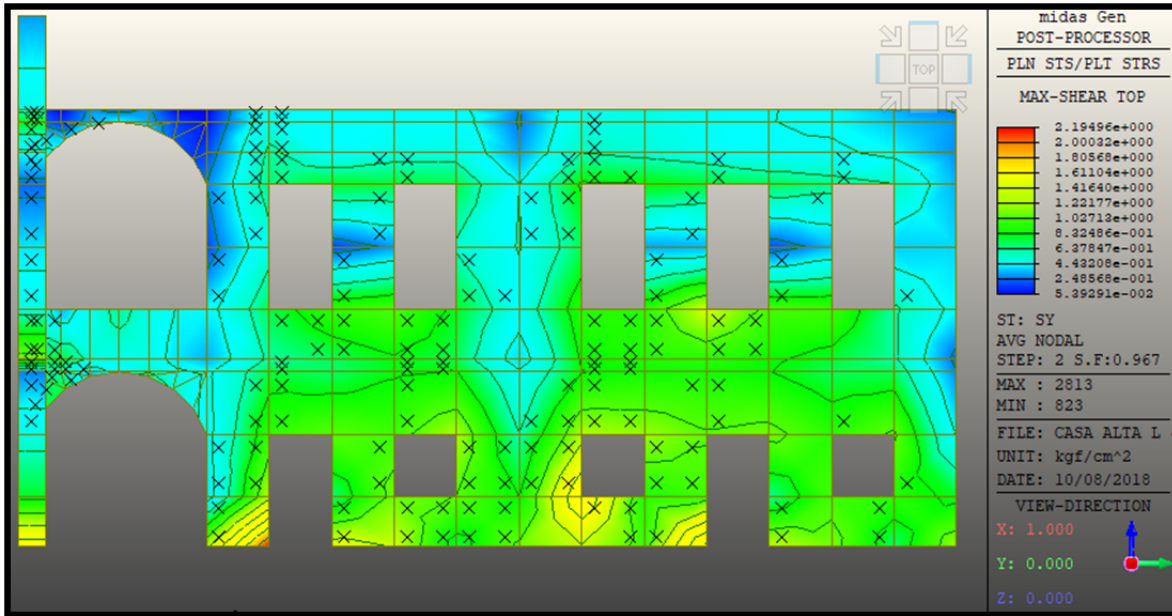 midas Gen
POST-PROCESSOR
PLN STS/PLT STRS
MAX-SHEAR TOP
2.19496e+000
2.00032e+000
1.80568e+000
1.61104e+000
1.41640e+000
1.22177e+000
1.02713e+000
8.32486e-001
6.37847e-001
4.43208e-001
2.48568e-001
5.39291e-002
ST: SY
AVG NODAL
STEP: 2 S.F:0.967
MAX : 2813
MIN : 823
FILE: CASA ALTA L
UNIT: kgf/cm^2
DATE: 10/08/2018
VIEW-DIRECTION
X: 1.000
Y: 0.000
Z: 0.000
TOP